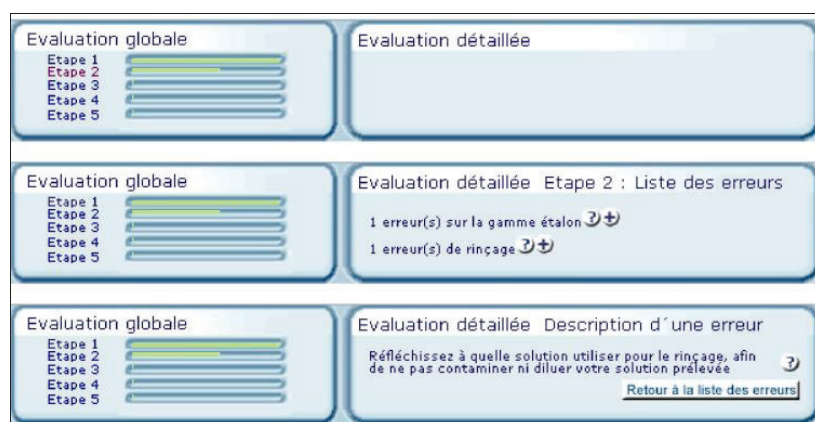 Evaluation globale
Etape 1
Etape 2
Etape 3
Etape 4
Etape 5
Evaluation détaillée
Evaluation globale
Etape 1
Etape 2
Etape 3
Etape 4
Etape 5
Evaluation détaillée Etape 2 : Liste des erreurs
1 erreur(s) sur la gamme étalon ? +
1 erreur(s) de rinçage ? +
Evaluation globale
Etape 1
Etape 2
Etape 3
Etape 4
Etape 5
Evaluation détaillée Description d´une erreur
Réfléchissez à quelle solution utiliser pour le rinçage, afin
de ne pas contaminer ni diluer votre solution prélevée ?
Retour à la liste des erreurs